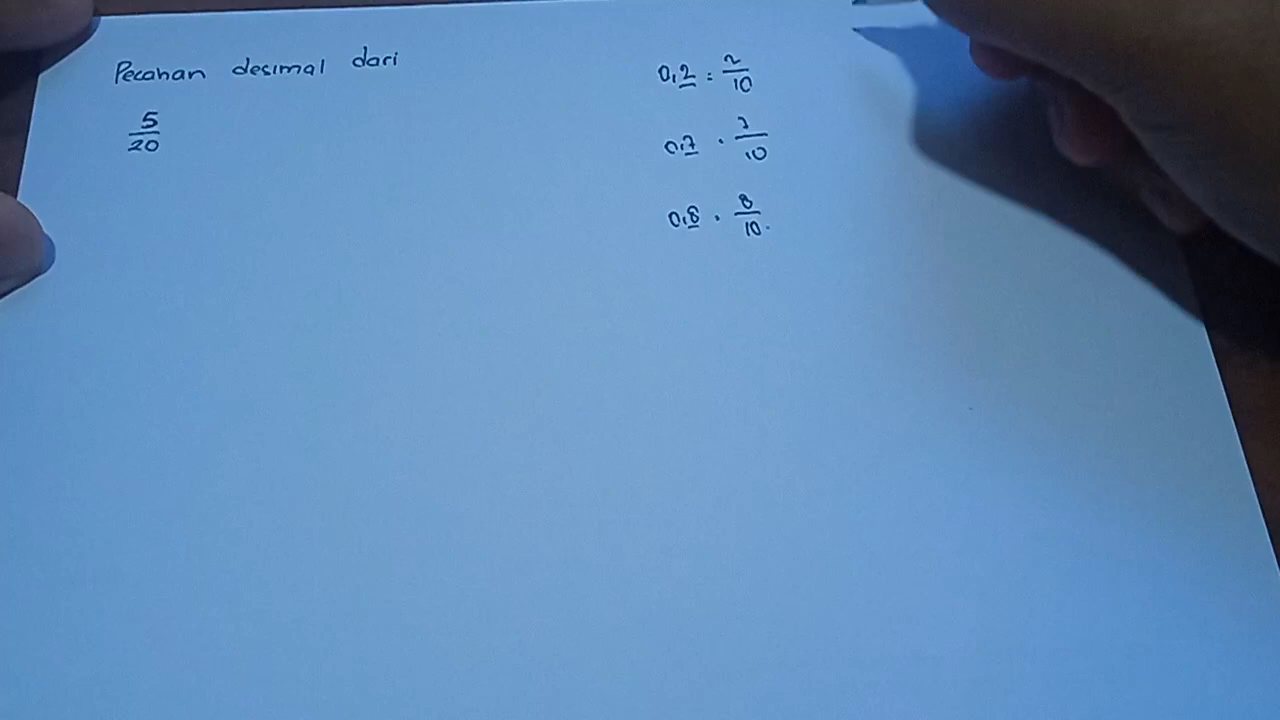 Pecahan desimal dari
5/20
0,2 = 2/10
0,7 = 7/10
0,8 = 8/10.